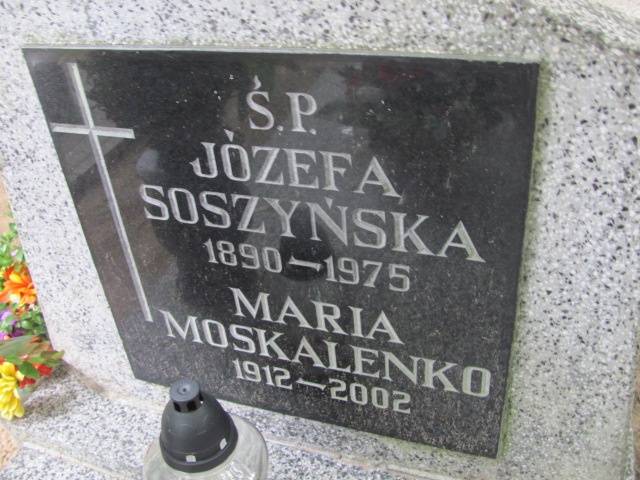 Ś.P.
JÓZEFA
SOSZYŃSKA
1890-1975
MARIA
MOSKALENKO
1912-2002